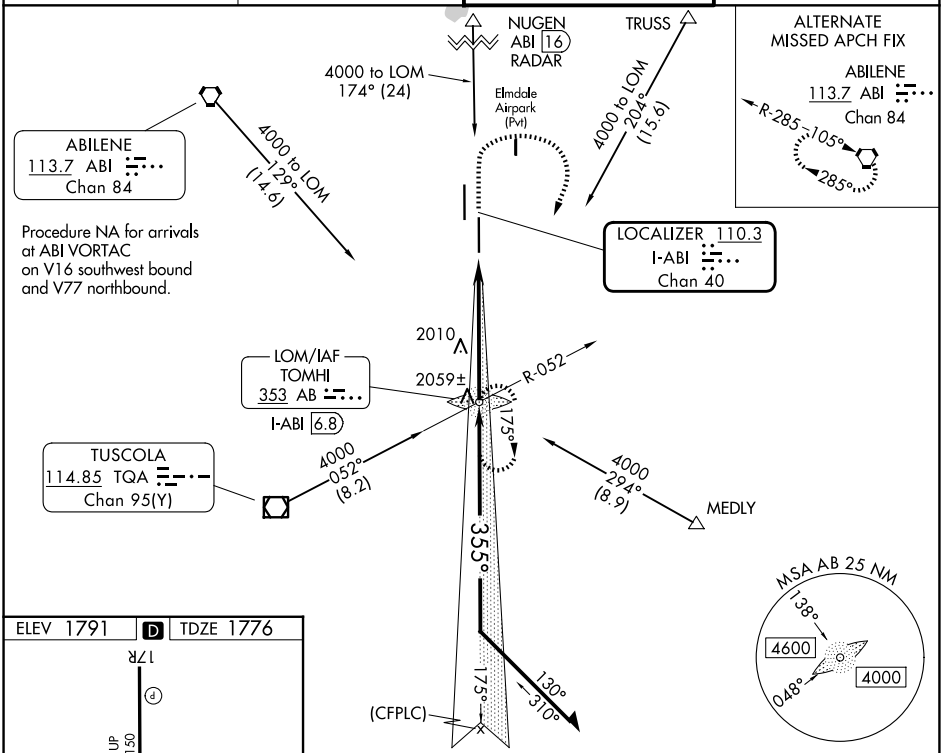 NUGEN
ABI 16
RADAR
TRUSS
ALTERNATE
MISSED APCH FIX
ABILENE
113.7 ABI
Chan 84
R-285-105°
285°
4000 to LOM
174° (24)
Elmdale
Airpark
(Pvt)
4000 to LOM
204°
(15.6)
ABILENE
113.7 ABI
Chan 84
4000 to LOM
129°
(14.6)
Procedure NA for arrivals
at ABI VORTAC
on V16 southwest bound
and V77 northbound.
LOCALIZER 110.3
I-ABI
Chan 40
2010
LOM/IAF
TOMHI
353 AB
I-ABI 6.8
2059±
R-052
175°
TUSCOLA
114.85 TQA
Chan 95(Y)
4000
052°
(8.2)
4000
294°
(8.9)
MEDLY
355°
MSA AB 25 NM
138°
4600
4000
048°
130°
310°
175°
(CFPLC)
ELEV 1791 D TDZE 1776
17R
P
UP
150